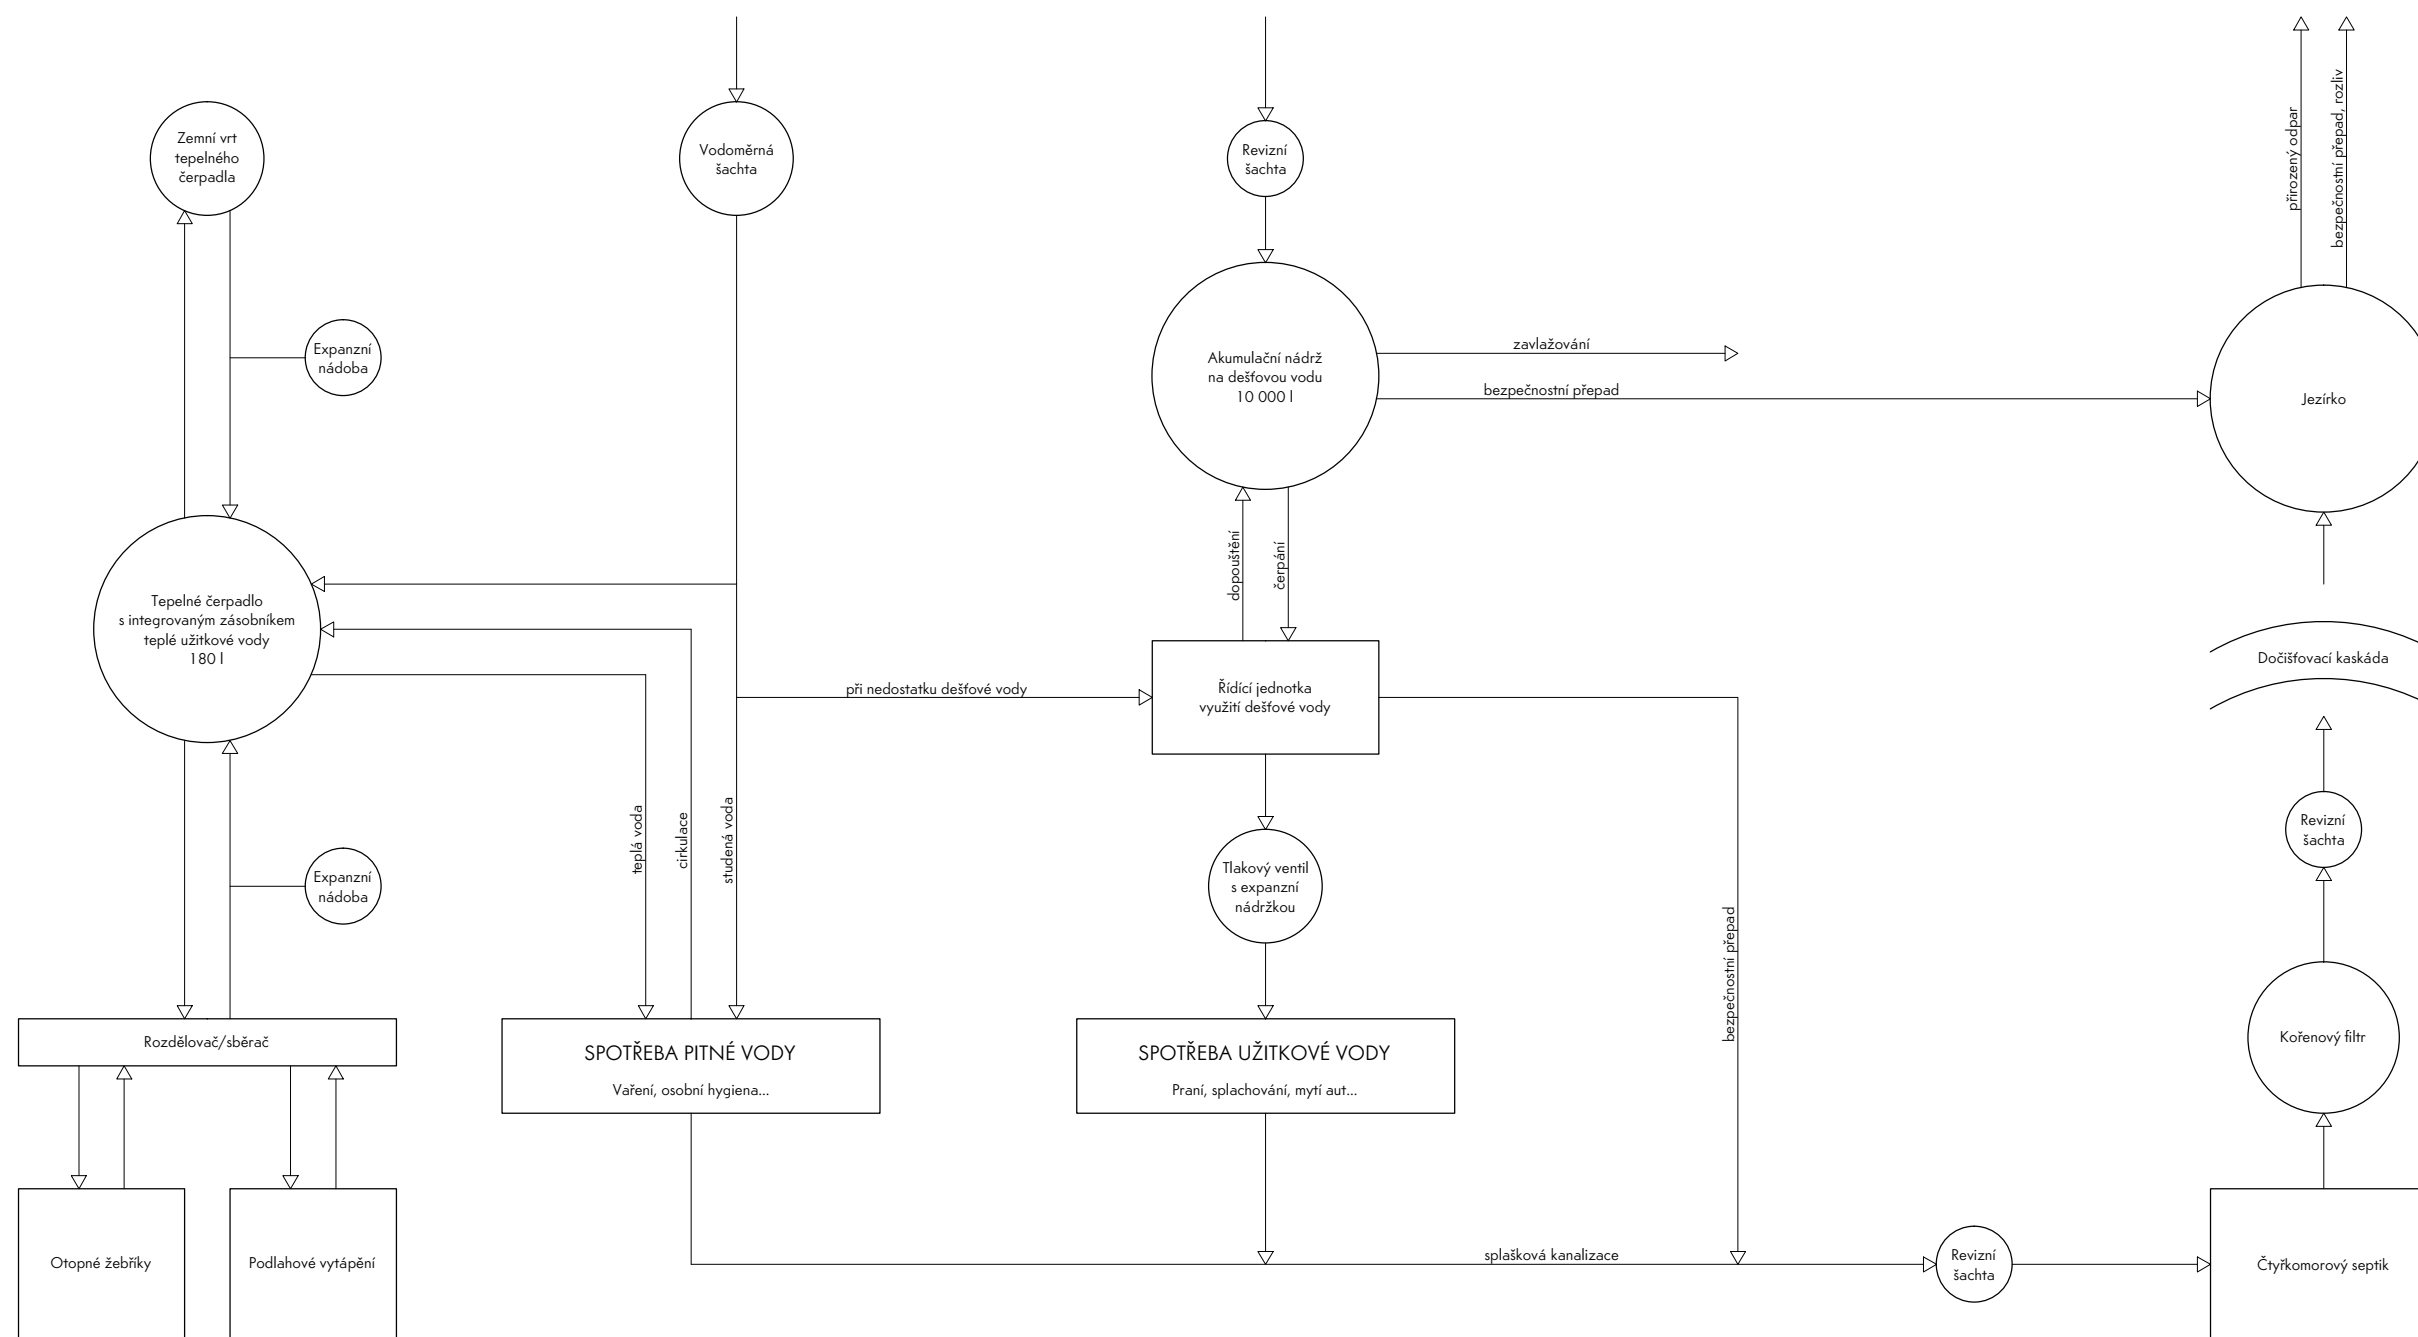 přirozený odpar
bezpečnostní přepad, rozliv
Zemní vrt
tepelného
čerpadla
Vodoměrná
šachta
Revizní
šachta
Expanzní
nádoba
Akumulační nádrž
na dešťovou vodu
10 000 l
zavlažování
bezpečnostní přepad
Jezírko
dopouštění
čerpání
Tepelné čerpadlo
s integrovaným zásobníkem
teplé užitkové vody
180 l
při nedostatku dešťové vody
Řídící jednotka
využití dešťové vody
Dočišťovací kaskáda
teplá voda
cirkulace
studená voda
Expanzní
nádoba
Tlakový ventil
s expanzní
nádržkou
Revizní
šachta
bezpečnostní přepad
Rozdělovač/sběrač
SPOTŘEBA PITNÉ VODY
Vaření, osobní hygiena...
SPOTŘEBA UŽITKOVÉ VODY
Praní, splachování, mytí aut...
Kořenový filtr
Otopné žebříky
Podlahové vytápění
splašková kanalizace
Revizní
šachta
Čtyřkomorový septik